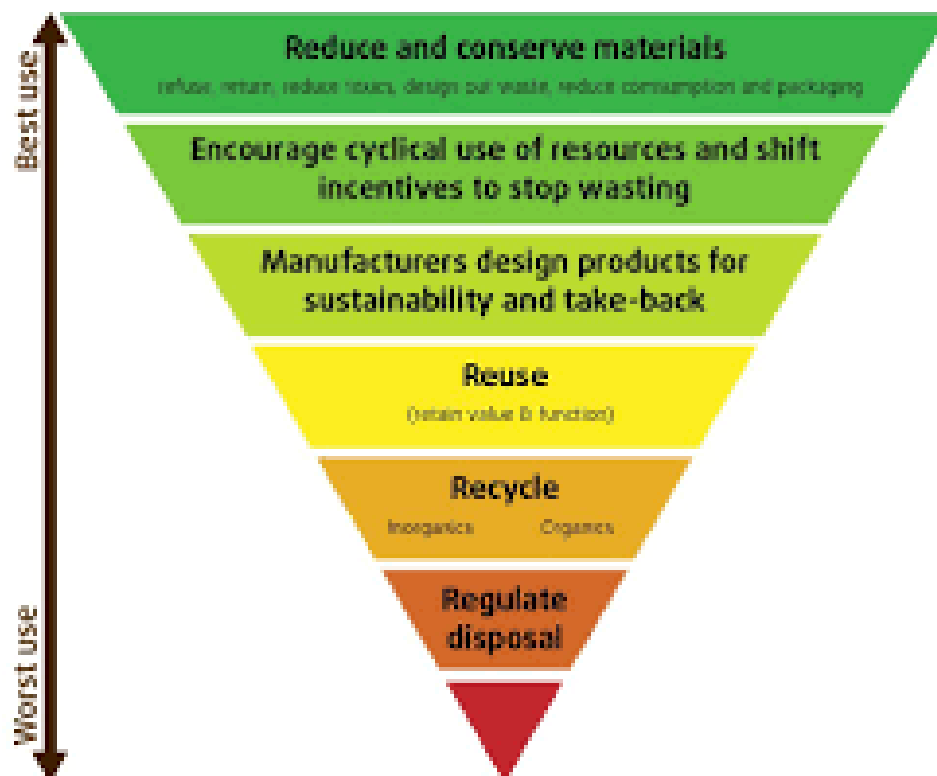 Best use
Reduce and conserve materials
refuse, return, reduce toxics, design out waste, reduce consumption and packaging
Encourage cyclical use of resources and shift
incentives to stop wasting
Manufacturers design products for
sustainability and take-back
Reuse
(retain value & function)
Recycle
Inorganics Organics
Regulate
disposal
Worst use